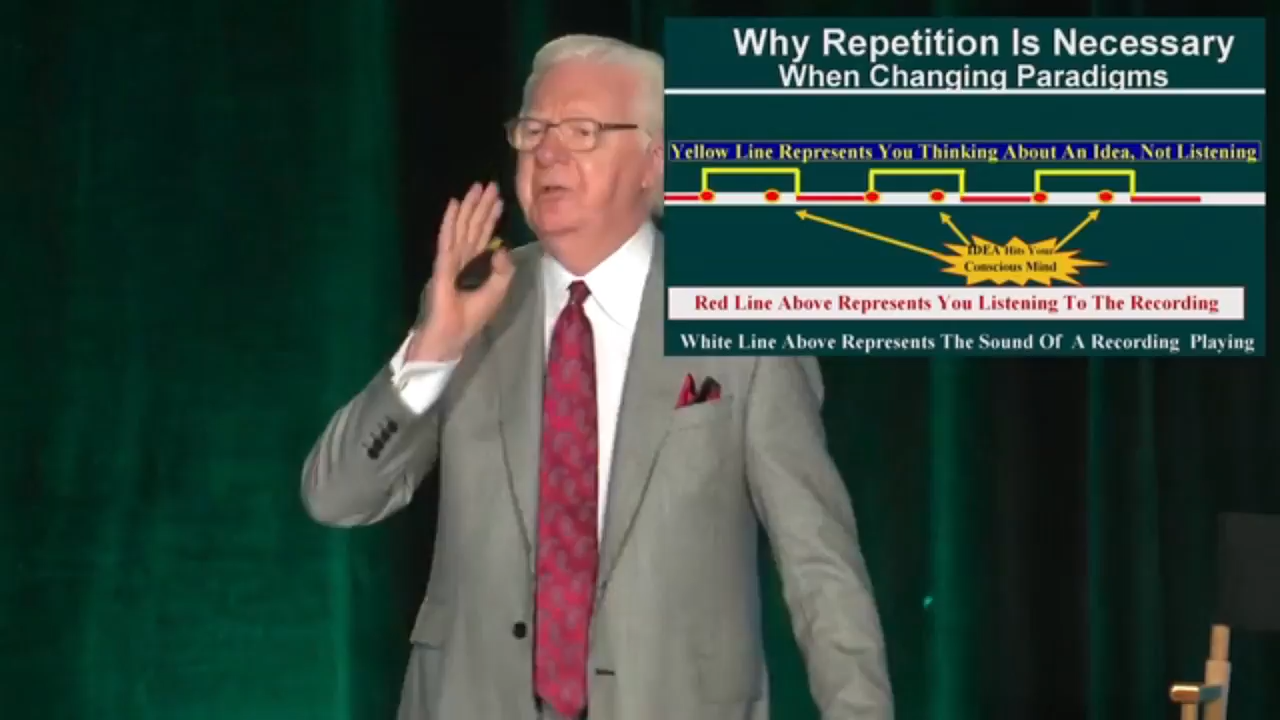 Why Repetition Is Necessary
When Changing Paradigms
Yellow Line Represents You Thinking About An Idea, Not Listening
IDEA Hits Your
Conscious Mind
Red Line Above Represents You Listening To The Recording
White Line Above Represents The Sound Of A Recording Playing